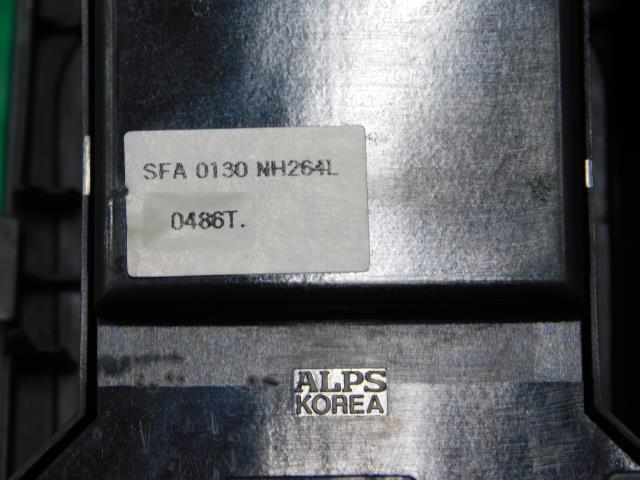 SFA 0130 NH264L
0486T.
ALPS
KOREA